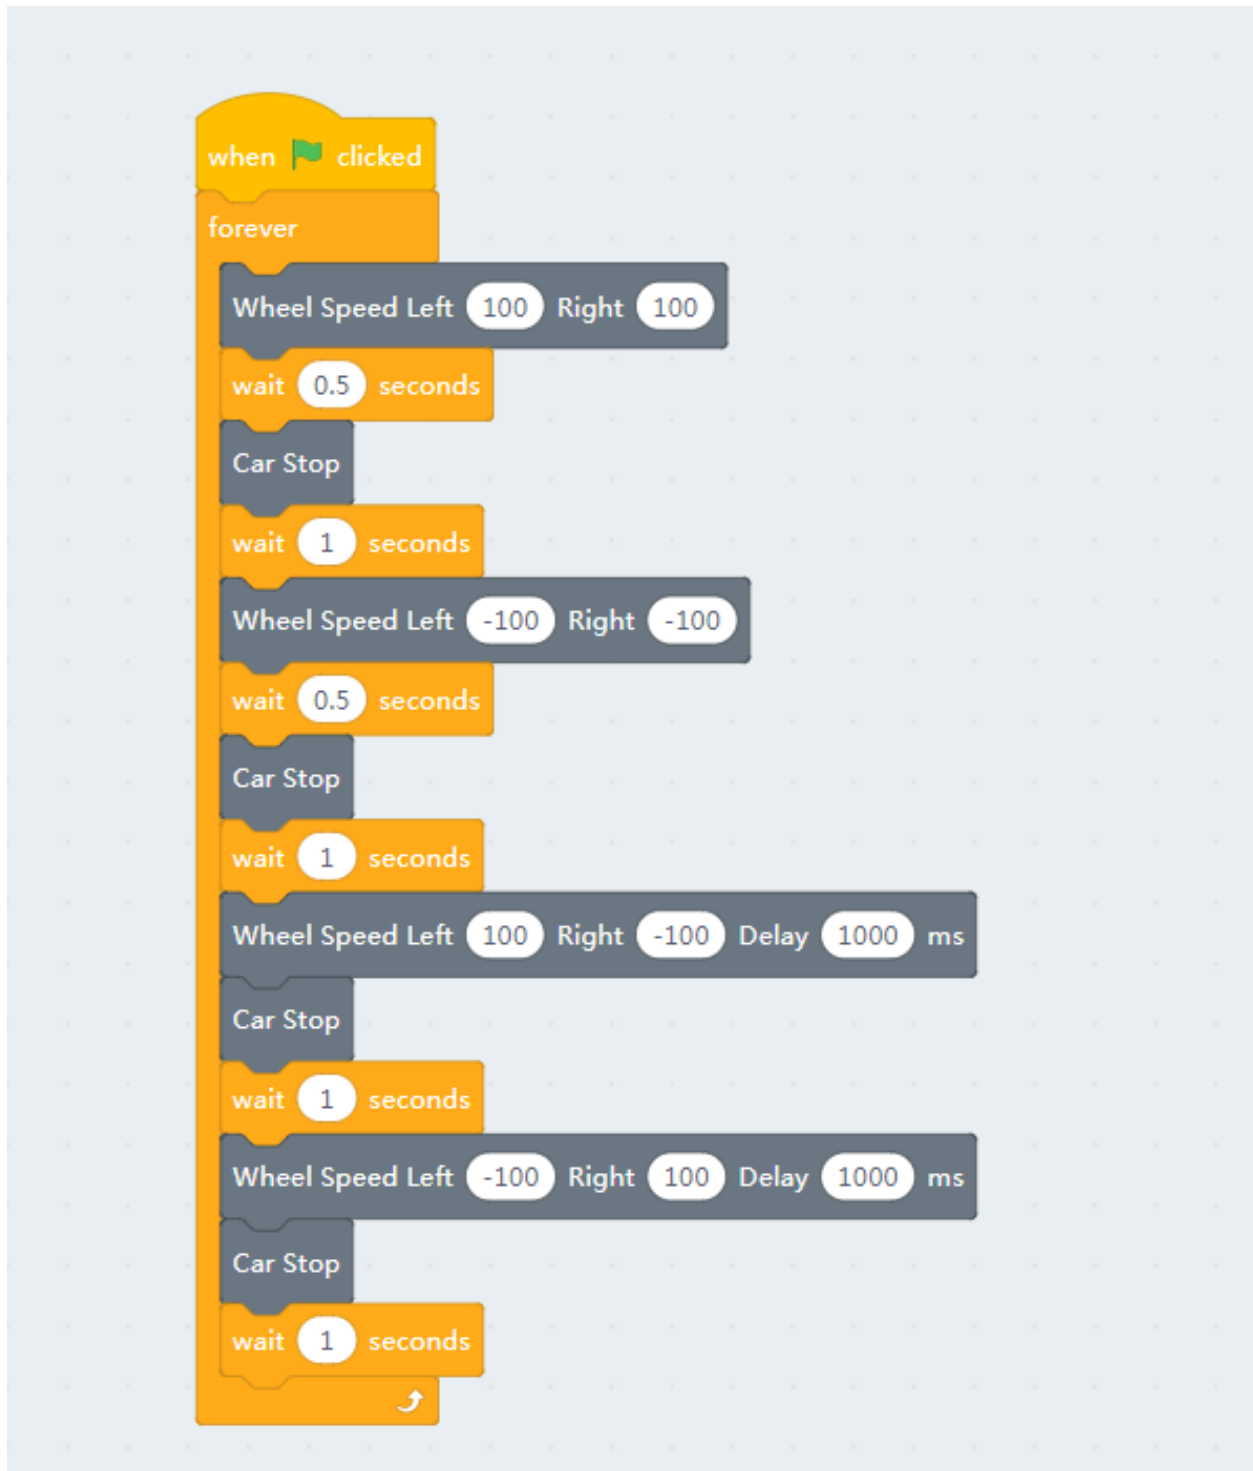 when clicked
forever
Wheel Speed Left 100 Right 100
wait 0.5 seconds
Car Stop
wait 1 seconds
Wheel Speed Left -100 Right -100
wait 0.5 seconds
Car Stop
wait 1 seconds
Wheel Speed Left 100 Right -100 Delay 1000 ms
Car Stop
wait 1 seconds
Wheel Speed Left -100 Right 100 Delay 1000 ms
Car Stop
wait 1 seconds